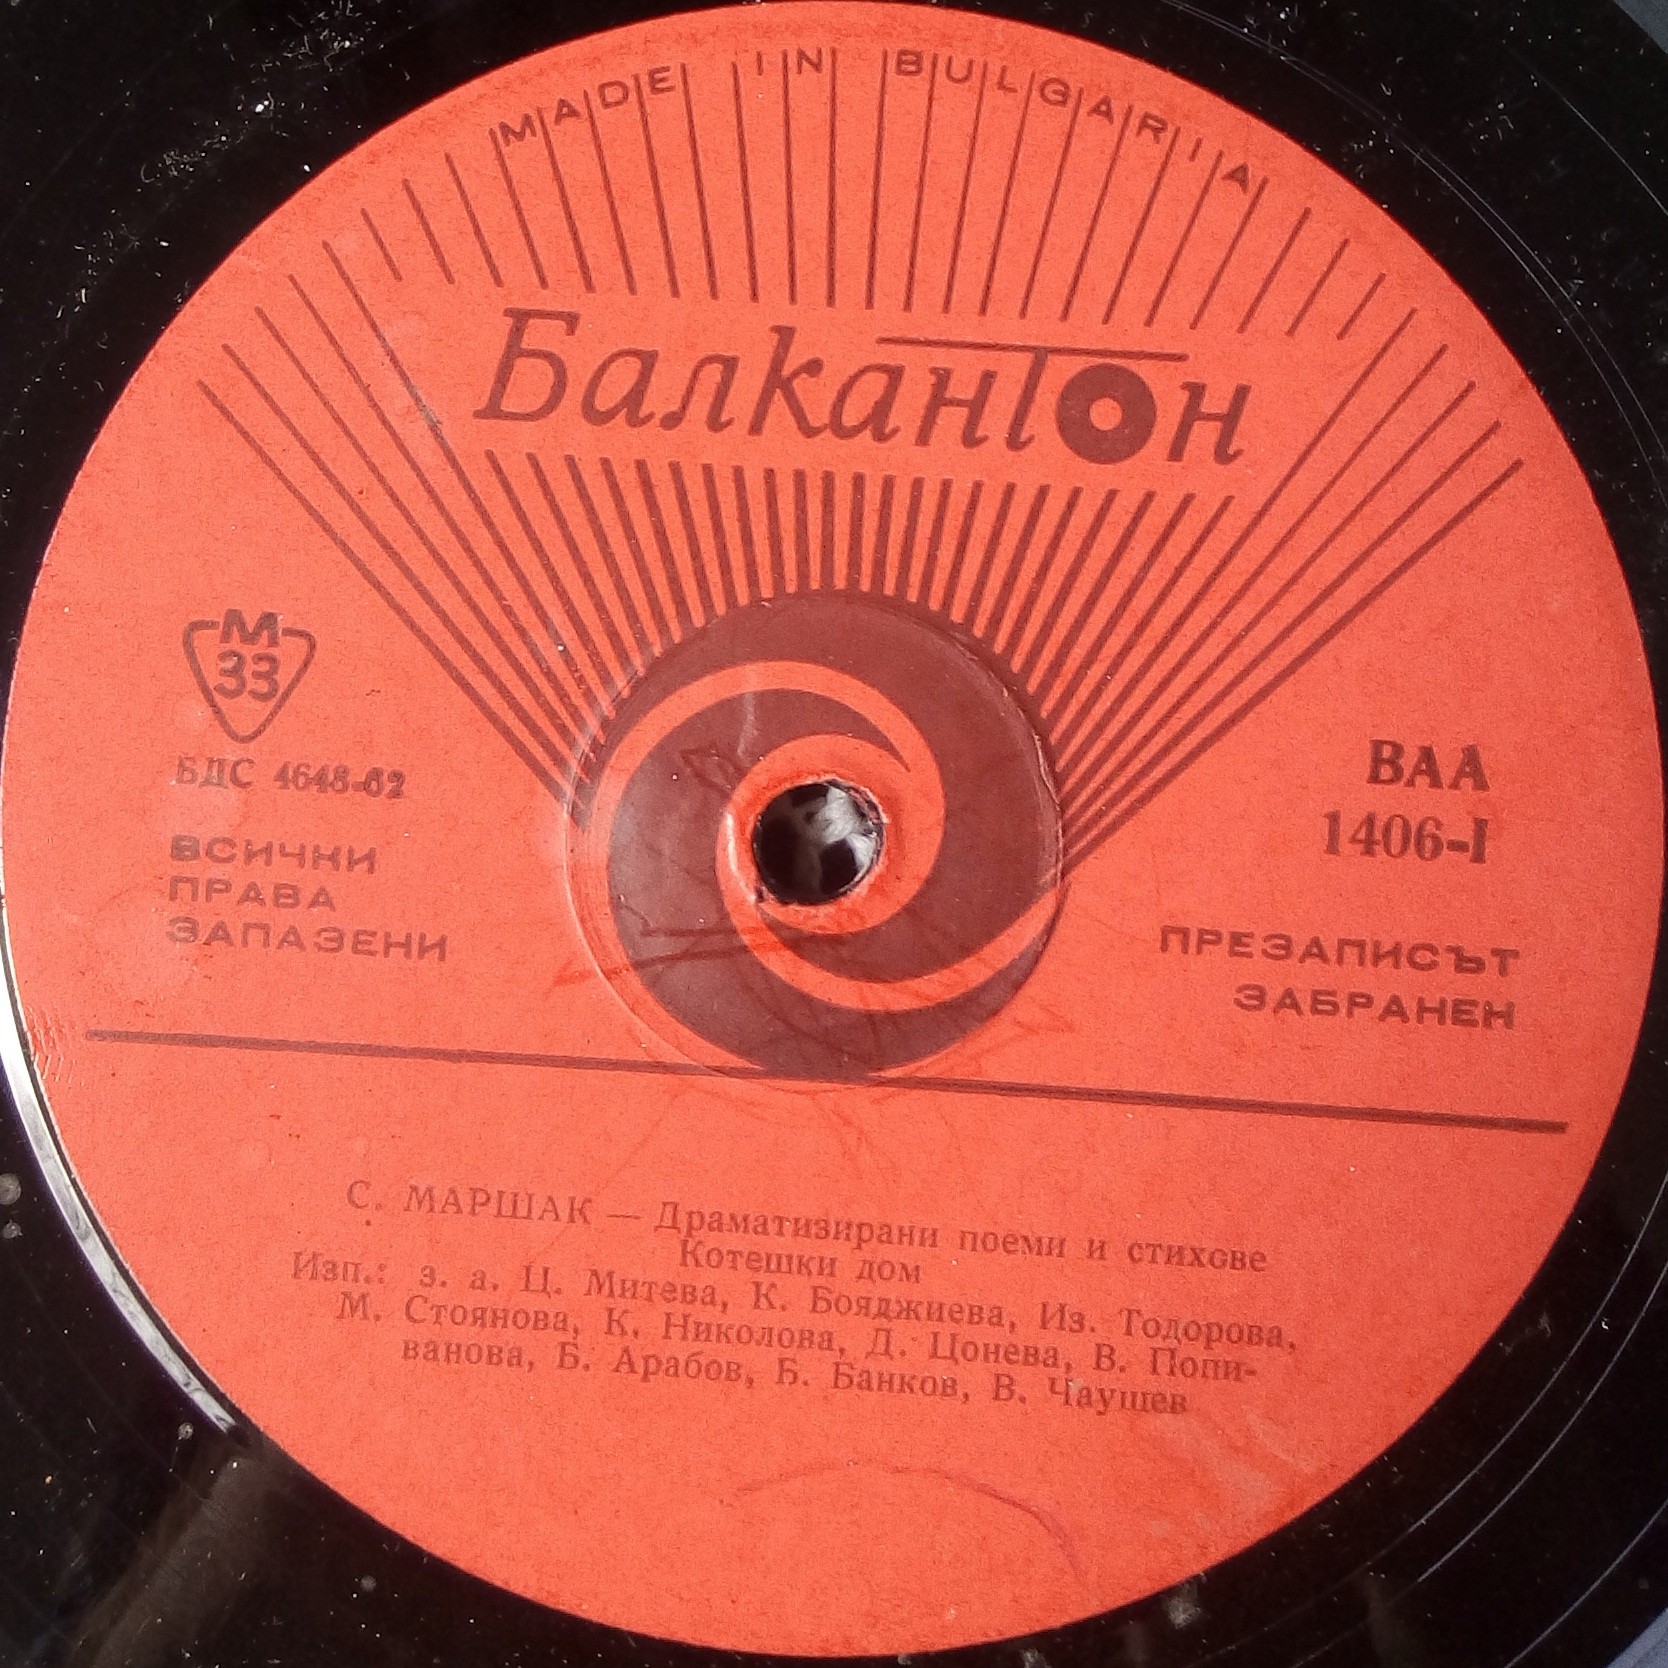 MADE IN BULGARIA
Балкантон
М
33
БДС 4648-62
ВСИЧКИ
ПРАВА
ЗАПАЗЕНИ
ВАА
1406-I
ПРЕЗАПИСЪТ
ЗАБРАНЕН
С. МАРШАК — Драматизирани поеми и стихове
Котешки дом
Изп.: з. а. Ц. Митева, К. Бояджиева, Из. Тодорова,
М. Стоянова, К. Николова, Д. Цонева, В. Попи-
ванова, Б. Арабов, Б. Банков, В. Чаушев